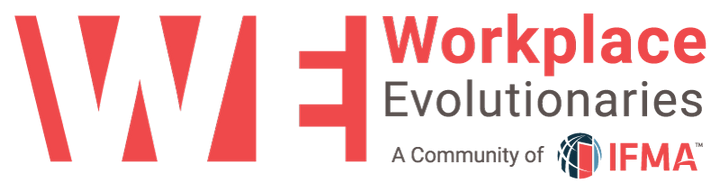 WE
Workplace
Evolutionaries
A Community of IFMA™